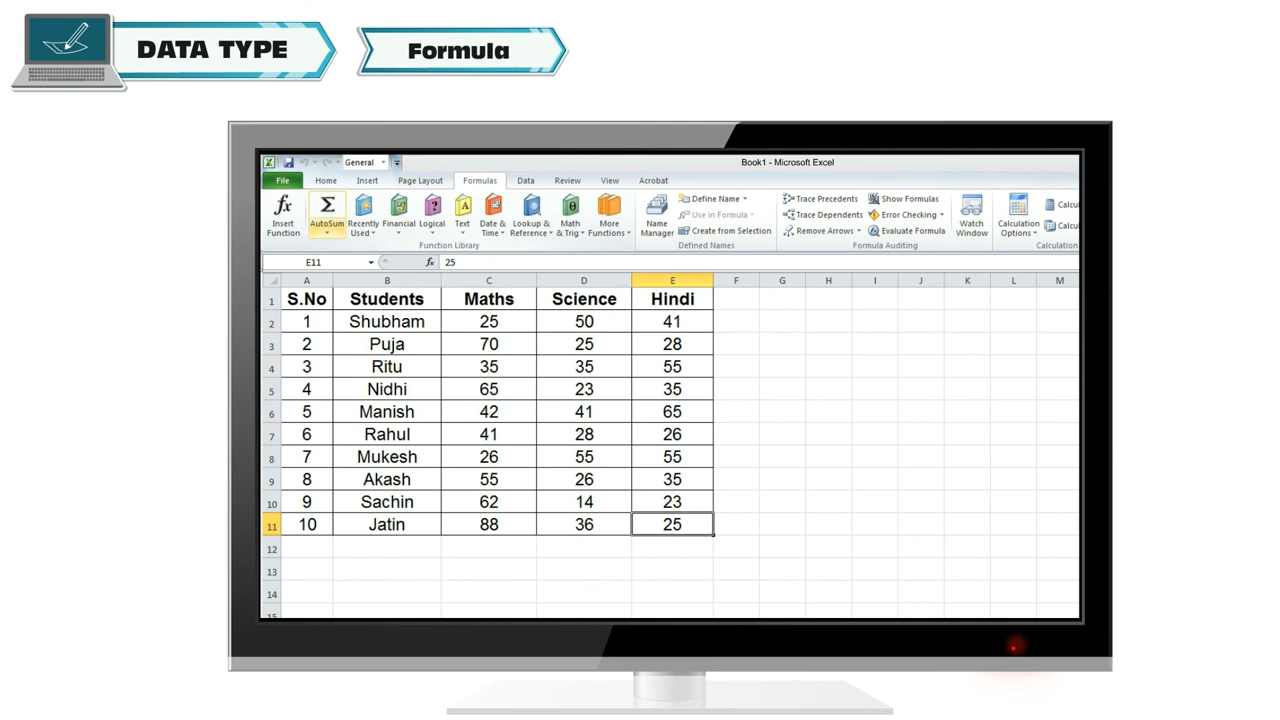 DATA TYPE Formula
Book1 - Microsoft Excel
General
File Home Insert Page Layout Formulas Data Review View Acrobat
fx Insert Function
Σ AutoSum
Recently Used
Financial
Logical
Text
Date & Time
Lookup & Reference
Math & Trig
More Functions
Function Library
Name Manager
Define Name
Use in Formula
Create from Selection
Defined Names
Trace Precedents
Trace Dependents
Remove Arrows
Show Formulas
Error Checking
Evaluate Formula
Formula Auditing
Watch Window
Calculation Options
Calcul
Calcu
Calculation
E11 fx 25
A B C D E F G H I J K L M
1 S.No Students Maths Science Hindi
2 1 Shubham 25 50 41
3 2 Puja 70 25 28
4 3 Ritu 35 35 55
5 4 Nidhi 65 23 35
6 5 Manish 42 41 65
7 6 Rahul 41 28 26
8 7 Mukesh 26 55 55
9 8 Akash 55 26 35
10 9 Sachin 62 14 23
11 10 Jatin 88 36 25
12
13
14
15